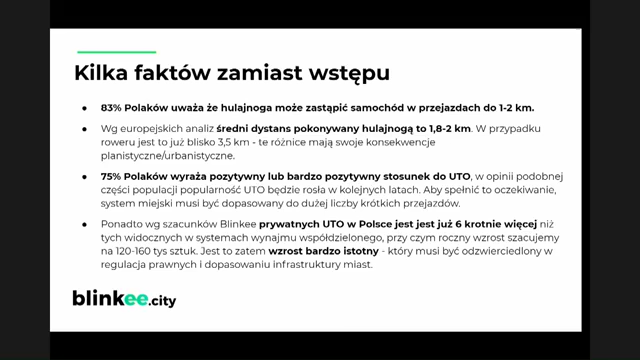 Kilka faktów zamiast wstępu
● 83% Polaków uważa że hulajnoga może zastąpić samochód w przejazdach do 1-2 km.
● Wg europejskich analiz średni dystans pokonywany hulajnogą to 1,8-2 km. W przypadku
roweru jest to już blisko 3,5 km - te różnice mają swoje konsekwencje
planistyczne/urbanistyczne.
● 75% Polaków wyraża pozytywny lub bardzo pozytywny stosunek do UTO, w opinii podobnej
części populacji popularność UTO będzie rosła w kolejnych latach. Aby spełnić to oczekiwanie,
system miejski musi być dopasowany do dużej liczby krótkich przejazdów.
● Ponadto wg szacunków Blinkee prywatnych UTO w Polsce jest jest już 6 krotnie więcej niż
tych widocznych w systemach wynajmu współdzielonego, przy czym roczny wzrost szacujemy
na 120-160 tys sztuk. Jest to zatem wzrost bardzo istotny - który musi być odzwierciedlony w
regulacja prawnych i dopasowaniu infrastruktury miast.
blinkee.city